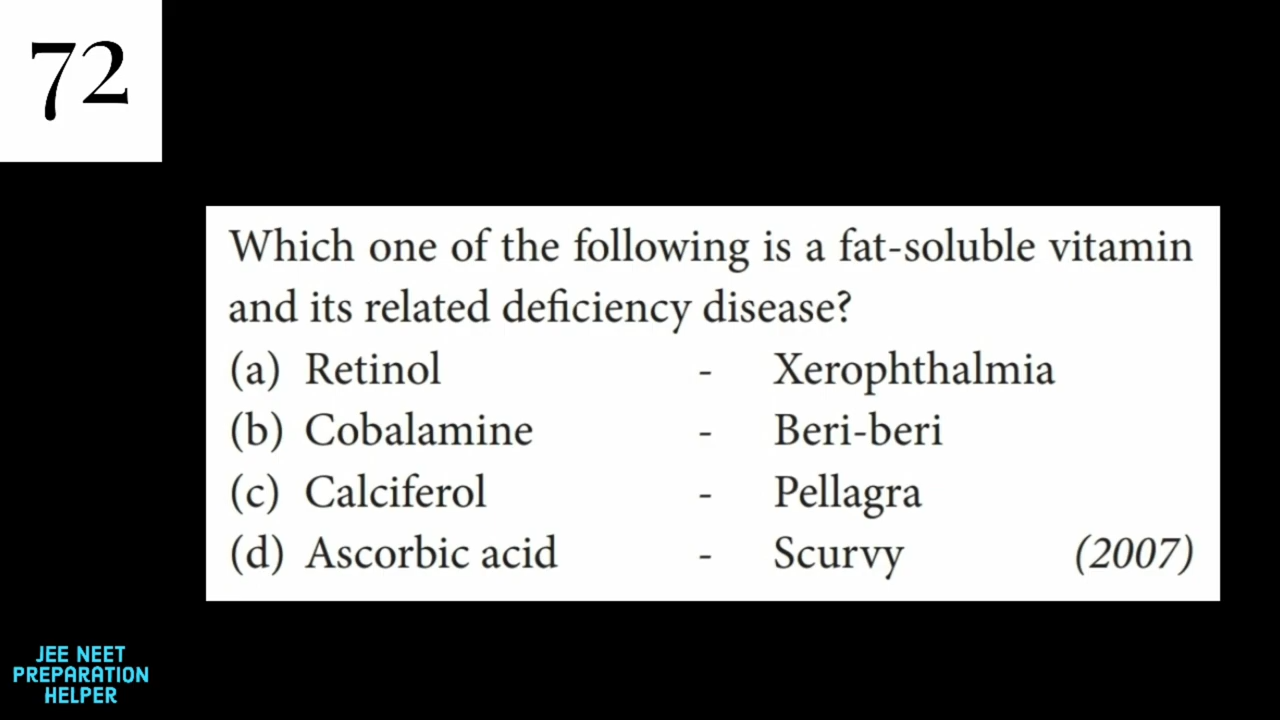 72
Which one of the following is a fat-soluble vitamin
and its related deficiency disease?
(a) Retinol - Xerophthalmia
(b) Cobalamine - Beri-beri
(c) Calciferol - Pellagra
(d) Ascorbic acid - Scurvy (2007)
JEE NEET
PREPARATION
HELPER